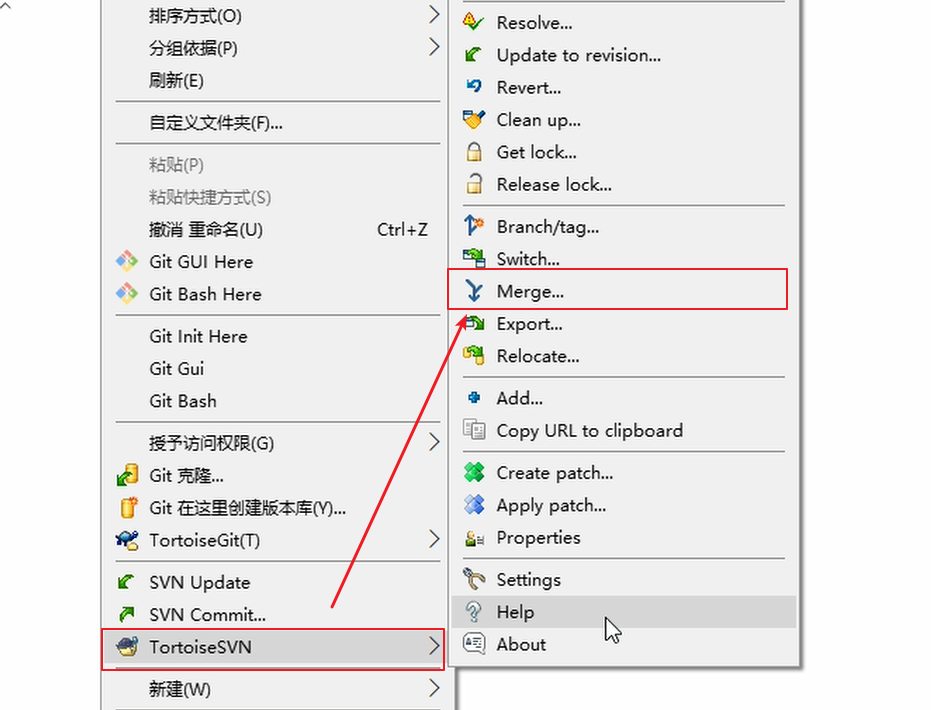 排序方式(O)
分组依据(P)
刷新(E)
自定义文件夹(F)...
粘贴(P)
粘贴快捷方式(S)
撤消 重命名(U) Ctrl+Z
Git GUI Here
Git Bash Here
Git Init Here
Git Gui
Git Bash
授予访问权限(G)
Git 克隆...
Git 在这里创建版本库(Y)...
TortoiseGit(T)
SVN Update
SVN Commit...
TortoiseSVN
新建(W)
Resolve...
Update to revision...
Revert...
Clean up...
Get lock...
Release lock...
Branch/tag...
Switch...
Merge...
Export...
Relocate...
Add...
Copy URL to clipboard
Create patch...
Apply patch...
Properties
Settings
Help
About